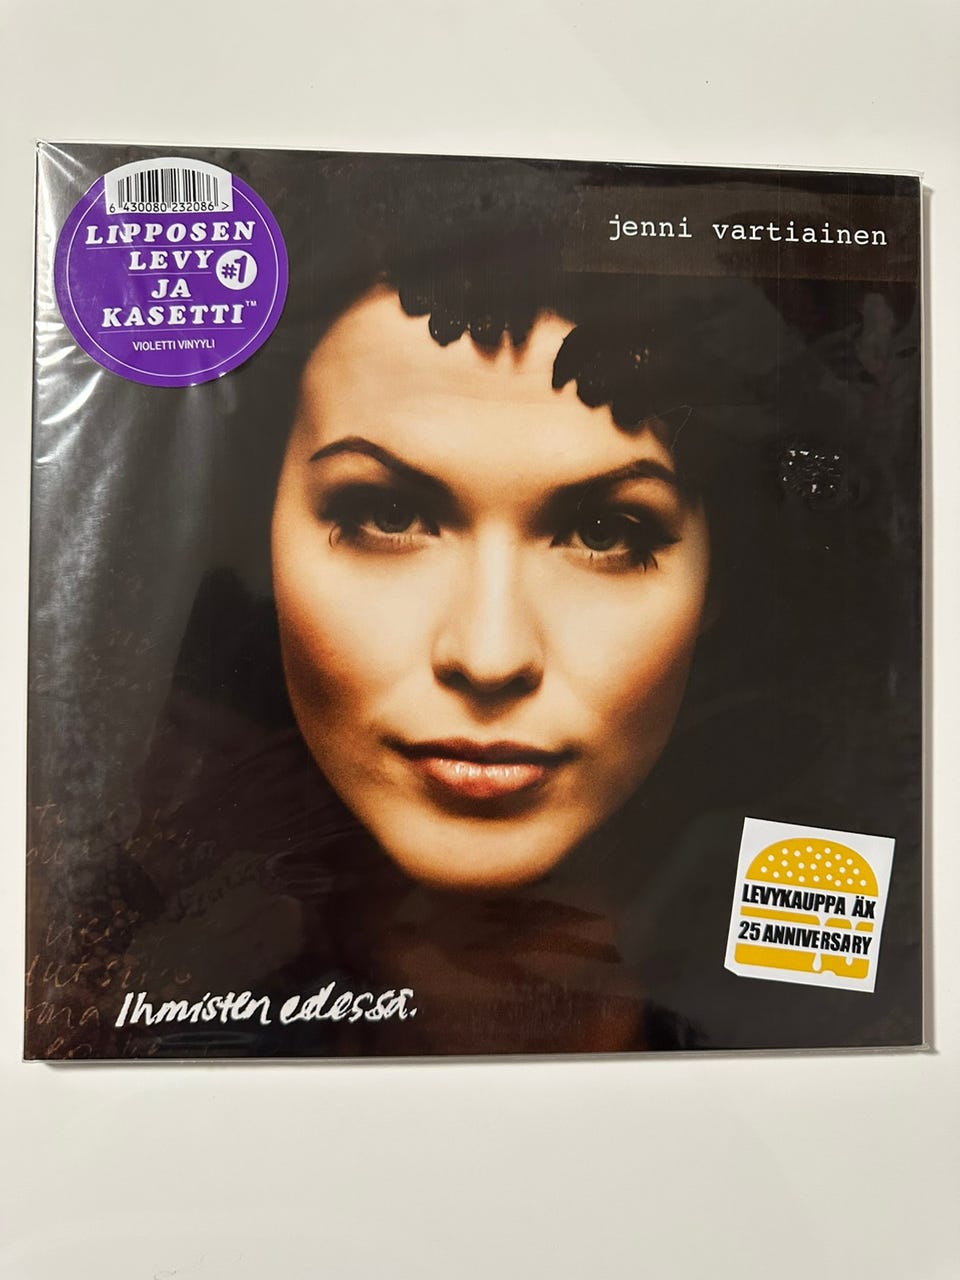 6 430080 232086 >
LIPPOSEN
LEVY
#1
JA
KASETTI™
VIOLETTI VINYYLI
jenni vartiainen
LEVYKAUPPA ÄX
25 ANNIVERSARY
Ihmisten edessä.